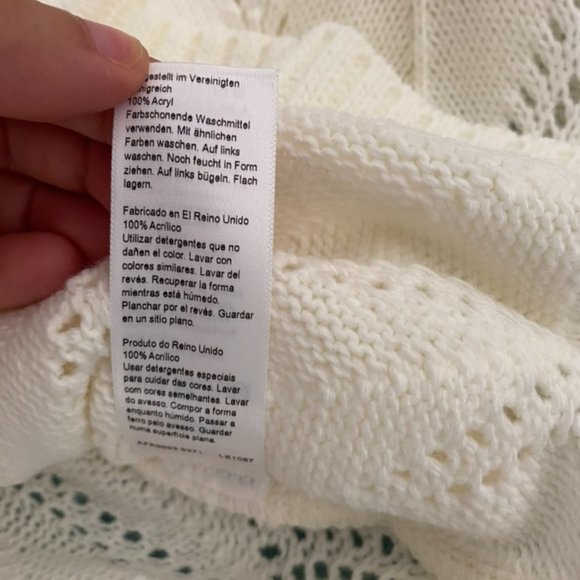 im Vereinigten
100% Acryl
Farbschonende Waschmittel
verwenden. Mit ähnlichen
Farben waschen. Auf links
waschen. Noch feucht in Form
ziehen. Auf links bügeln. Flach
lagern.
Fabricado en El Reino Unido
100% Acrílico
Utilizar detergentes que no
dañen el color. Lavar con
colores similares. Lavar del
revés. Recuperar la forma
mientras está húmedo.
Planchar por el revés. Guardar
en un sitio plano.
Produto do Reino Unido
100% Acrílico
Usar detergentes especiais
para cuidar das cores. Lavar
com cores semelhantes. Lavar
do avesso. Compor a forma
enquanto húmido. Passar a
ferro pelo avesso. Guardar
numa superfície plana.
LE1087